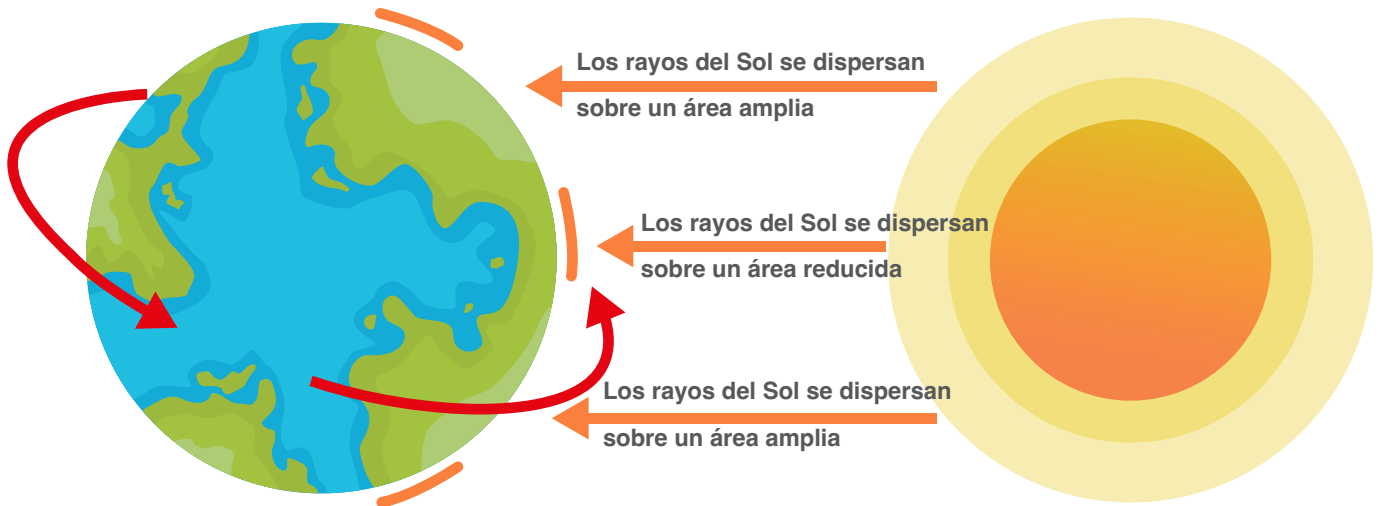 Los rayos del Sol se dispersan
sobre un área amplia
Los rayos del Sol se dispersan
sobre un área reducida
Los rayos del Sol se dispersan
sobre un área amplia